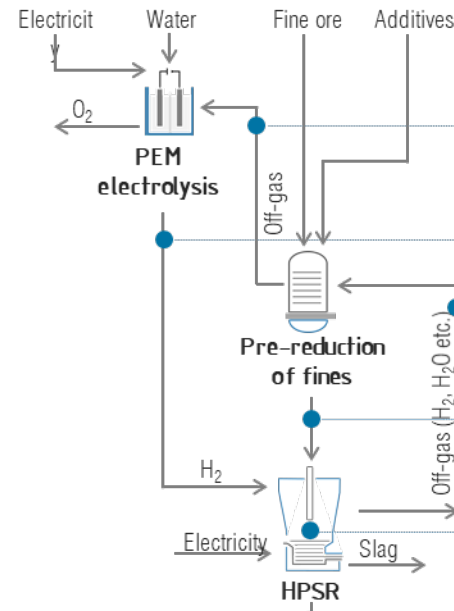 Electricit
y
Water
Fine ore
Additives
O₂
PEM
electrolysis
Off-gas
Pre-reduction
of fines
Off-gas (H₂, H₂O etc.)
H₂
Electricity
Slag
HPSR